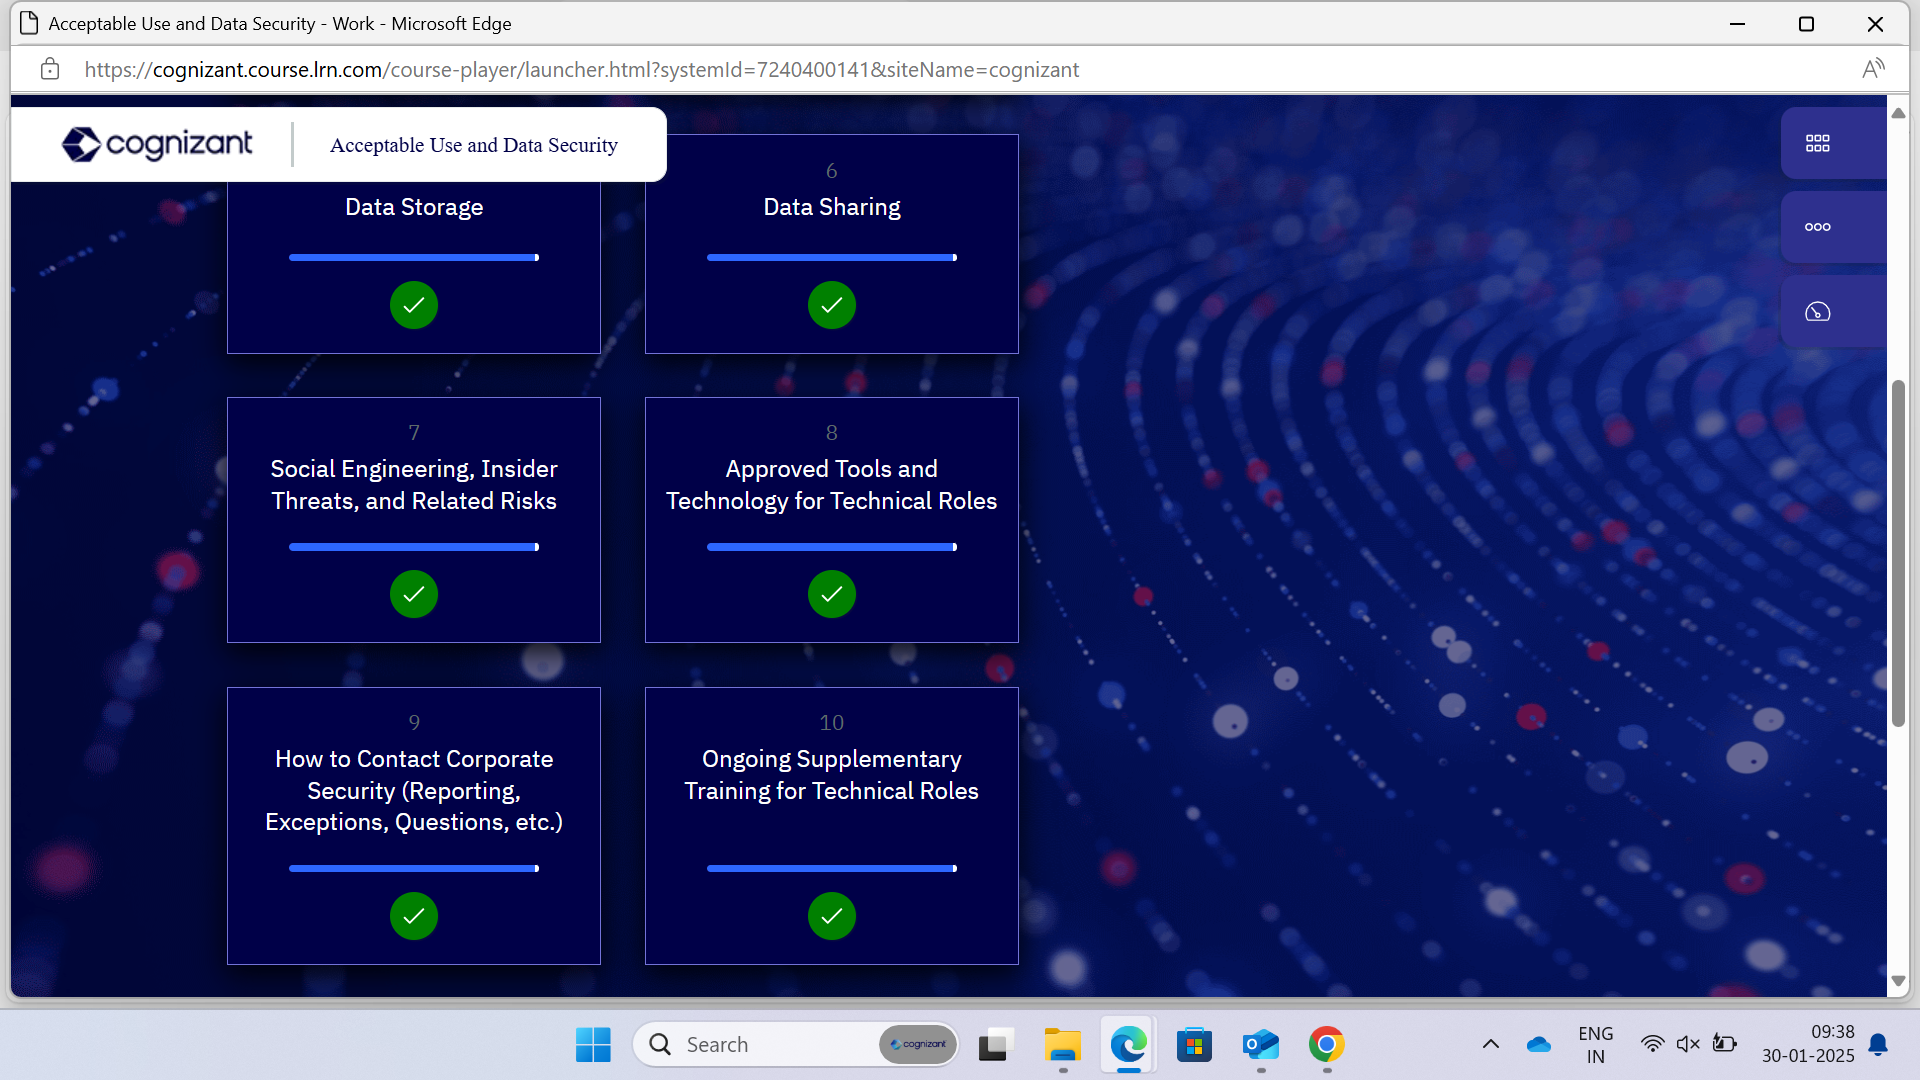 Acceptable Use and Data Security - Work - Microsoft Edge
https://cognizant.course.lrn.com/course-player/launcher.html?systemId=7240400141&siteName=cognizant
cognizant
Acceptable Use and Data Security
Data Storage
6
Data Sharing
7
Social Engineering, Insider
Threats, and Related Risks
8
Approved Tools and
Technology for Technical Roles
9
How to Contact Corporate
Security (Reporting,
Exceptions, Questions, etc.)
10
Ongoing Supplementary
Training for Technical Roles
Search
cognizant
ENG
IN
09:38
30-01-2025